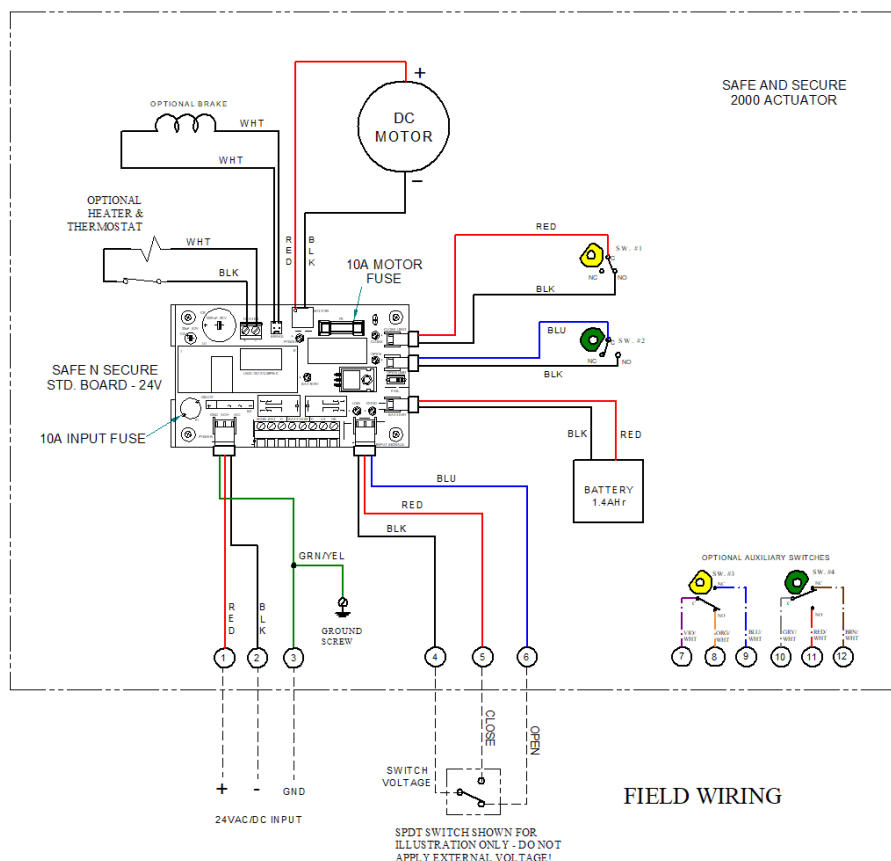 SAFE AND SECURE
2000 ACTUATOR
OPTIONAL BRAKE
WHT
WHT
+
DC
MOTOR
-
OPTIONAL
HEATER &
THERMOSTAT
WHT
BLK
RED
BLK
10A MOTOR
FUSE
RED
SW. #1
C
NC
NO
BLK
BLU
SW. #2
C
NC
NO
BLK
SAFE N SECURE
STD. BOARD - 24V
10A INPUT FUSE
BLK
RED
BATTERY
1.4AHr
BLU
RED
BLK
GRN/YEL
RED
BLK
GROUND
SCREW
OPTIONAL AUXILIARY SWITCHES
SW. #3
NC
C
NO
SW. #4
NC
C
NO
VIO/
WHT
ORG/
WHT
BLU/
WHT
GRY/
WHT
RED/
WHT
BRN/
WHT
1
2
3
4
5
6
7
8
9
10
11
12
CLOSE
OPEN
+
-
GND
24VAC/DC INPUT
SWITCH
VOLTAGE
FIELD WIRING
SPDT SWITCH SHOWN FOR
ILLUSTRATION ONLY - DO NOT
APPLY EXTERNAL VOLTAGE!